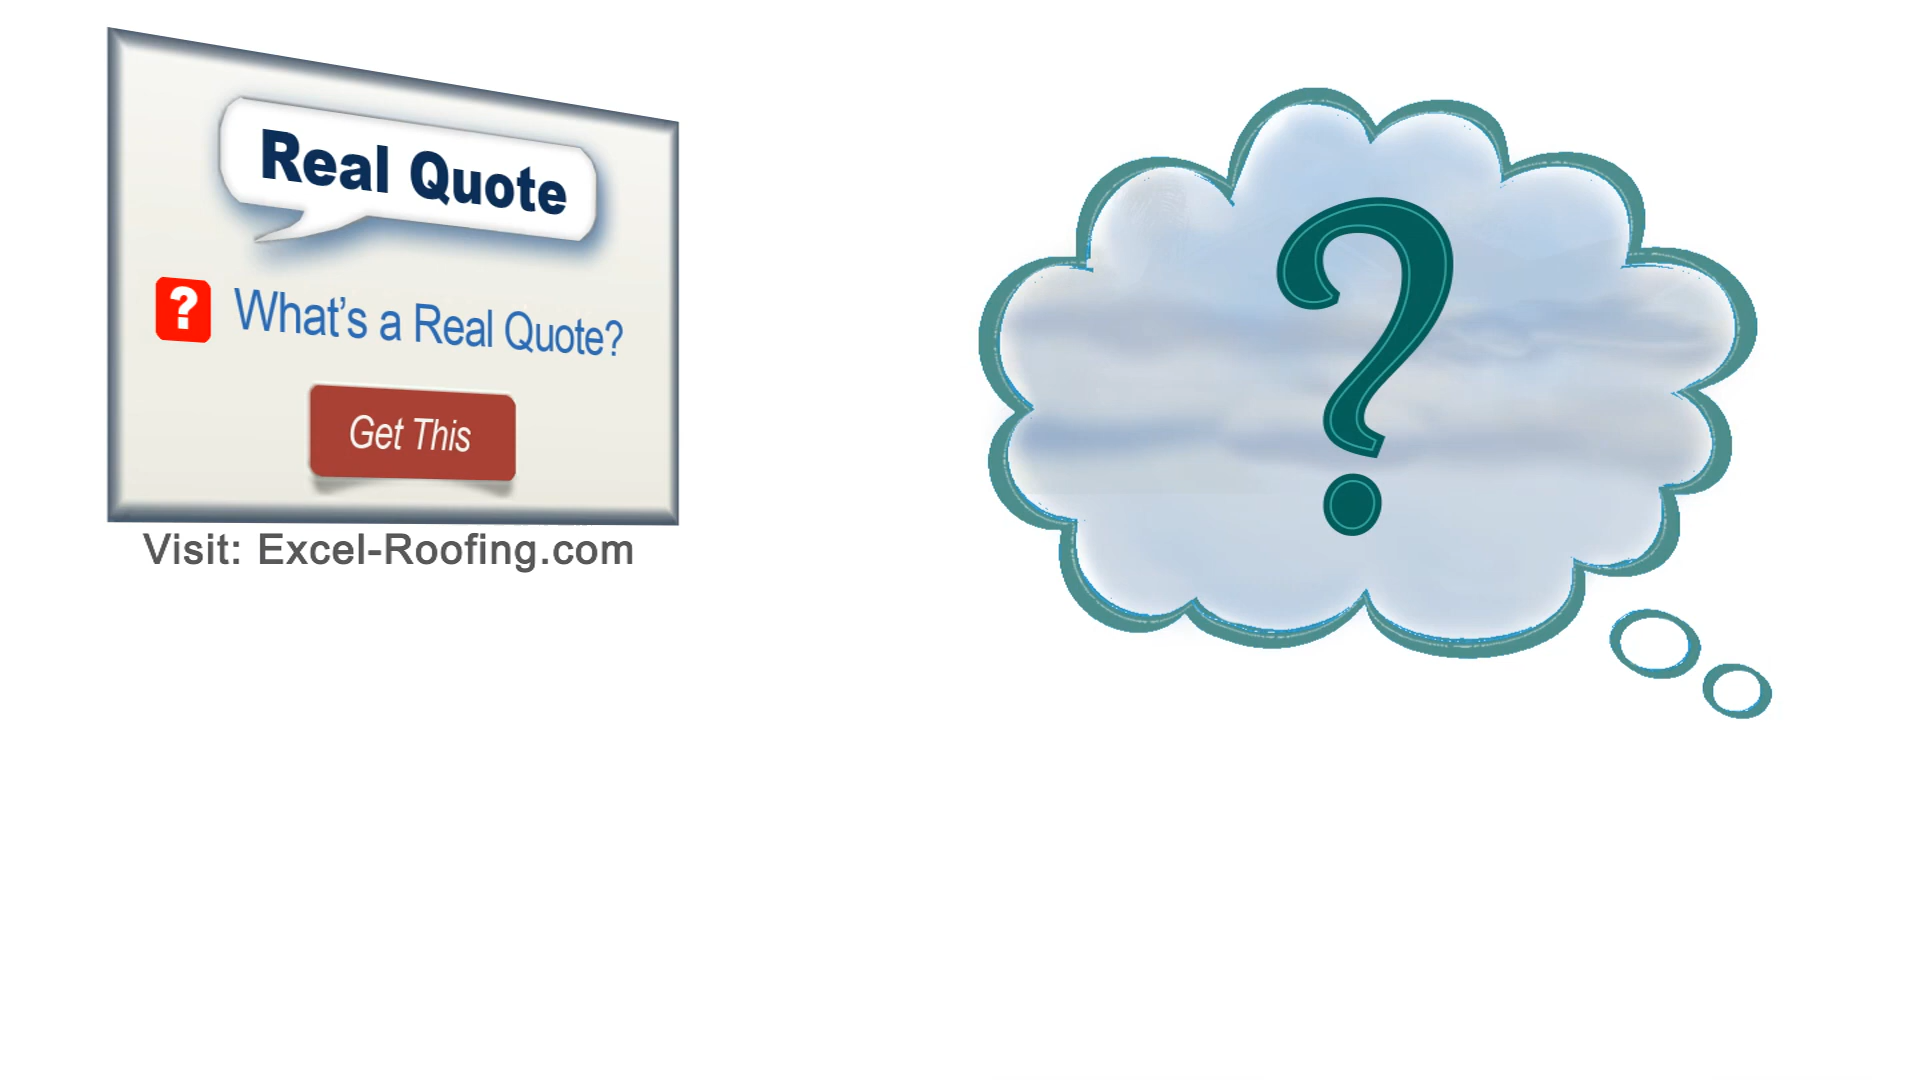 Real Quote
? What's a Real Quote?
Get This
Visit: Excel-Roofing.com
?